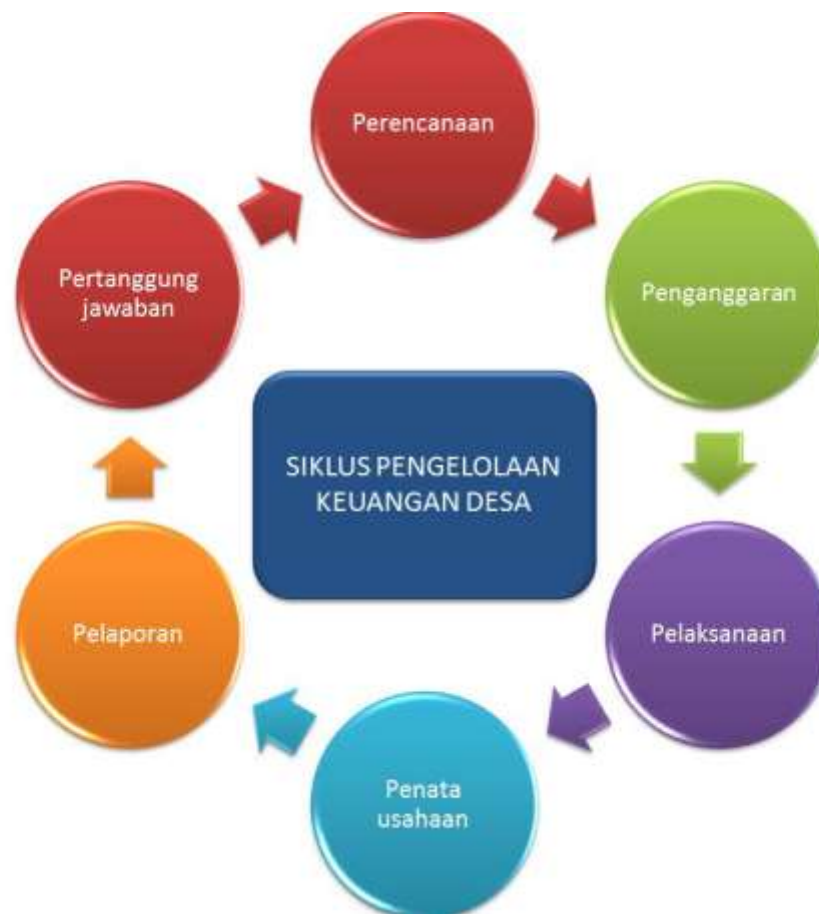 Perencanaan
Penganggaran
Pelaksanaan
Penata
usahaan
Pelaporan
Pertanggung
jawaban
SIKLUS PENGELOLAAN
KEUANGAN DESA